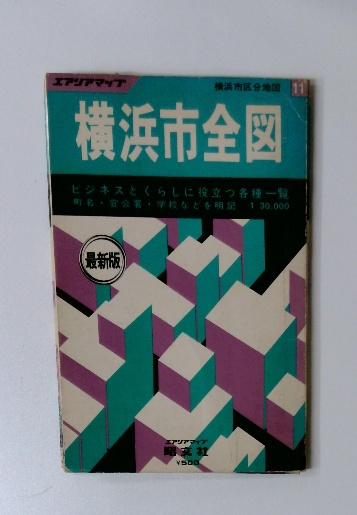 エアリアマップ
横浜市区分地図 11
横浜市全図
ビジネスとくらしに役立つ各種一覧
町名・官公署・学校などを明記 1:30,000
最新版
エアリアマップ
昭文社
¥500